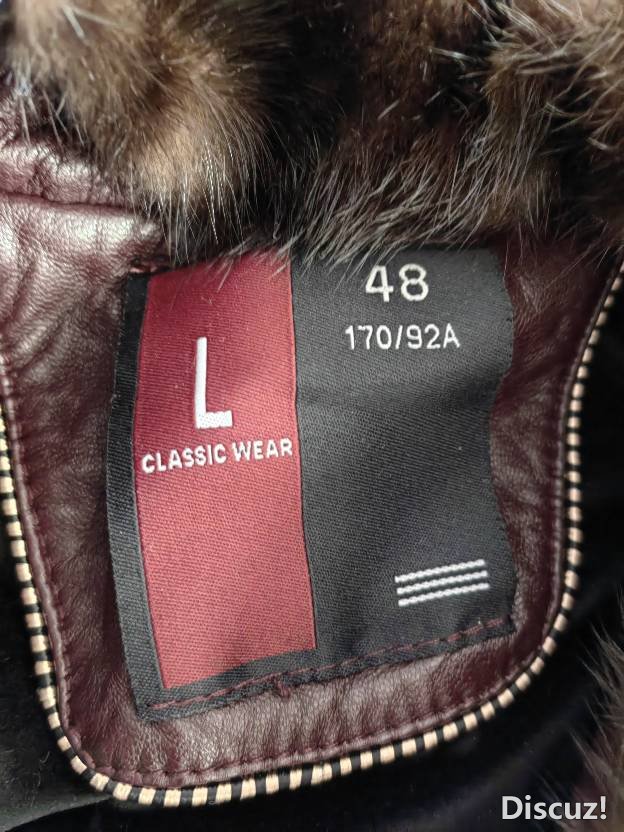 48
170/92A
L
CLASSIC WEAR
Discuz!